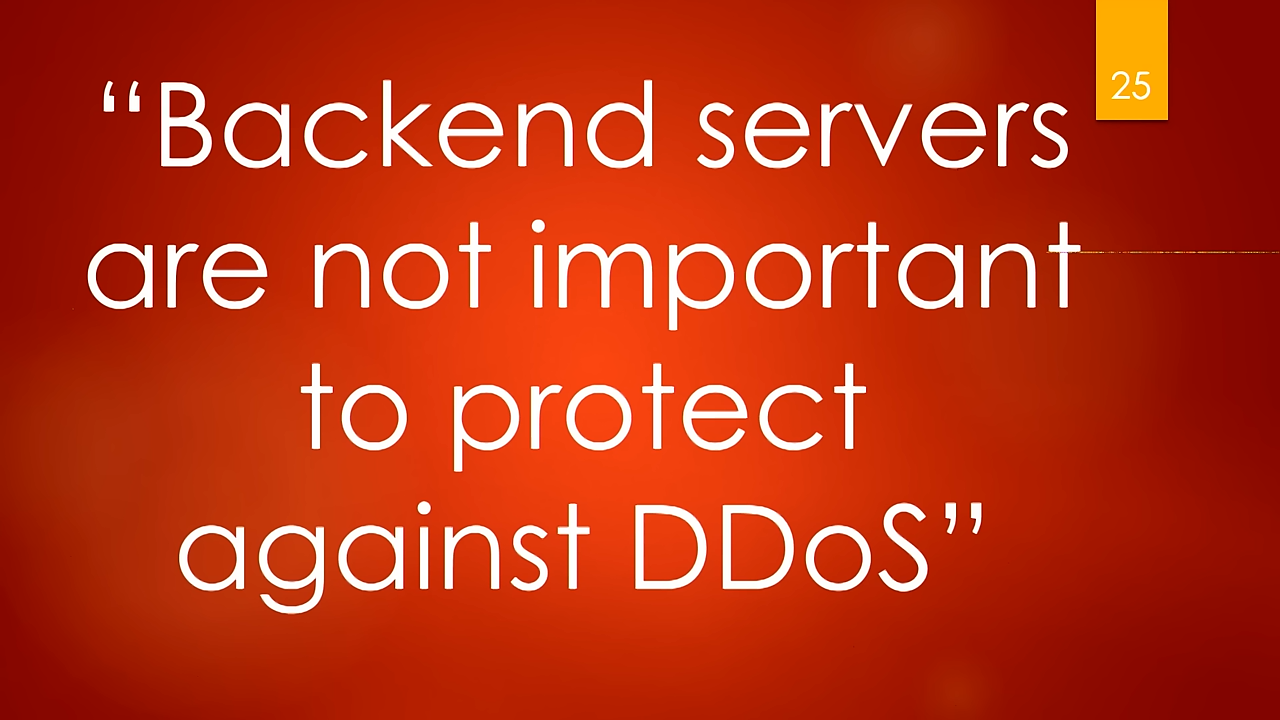 25
“Backend servers
are not important
to protect
against DDoS”